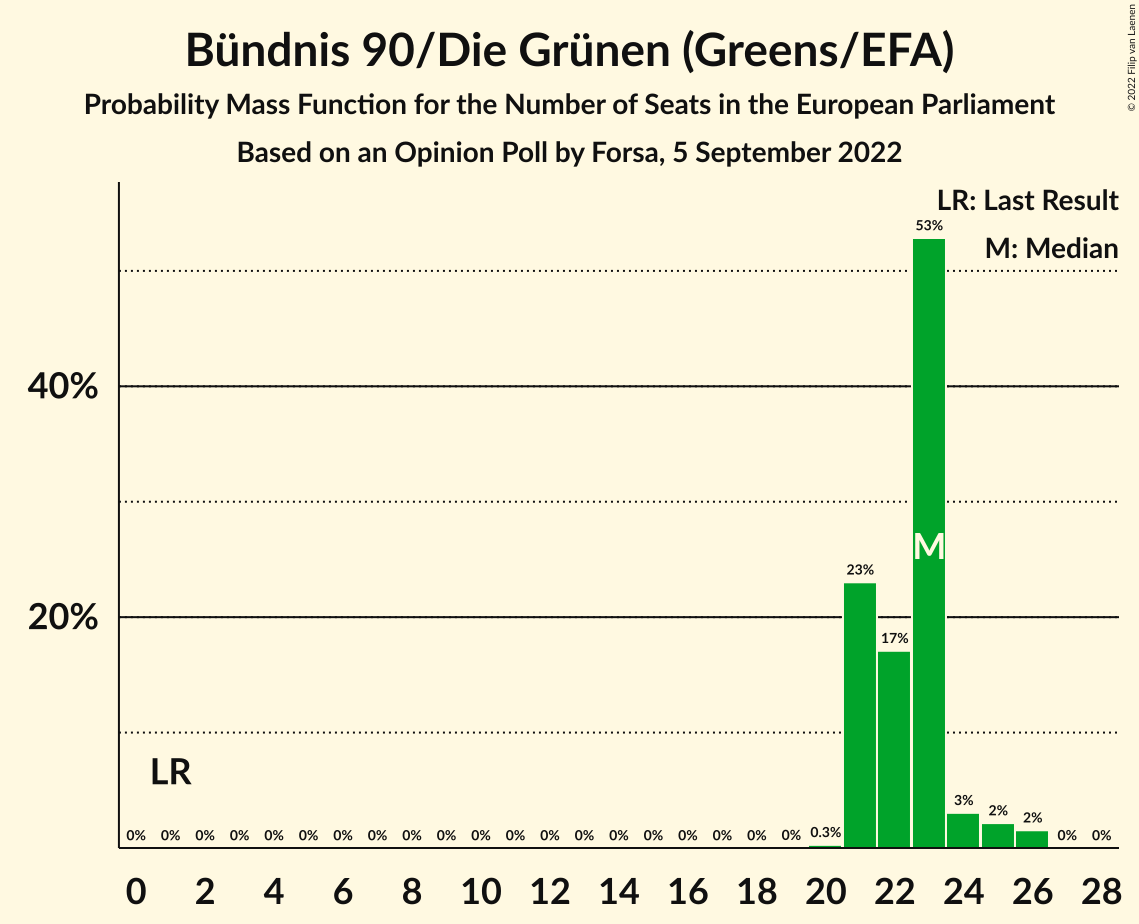 Bündnis 90/Die Grünen (Greens/EFA)
Probability Mass Function for the Number of Seats in the European Parliament
Based on an Opinion Poll by Forsa, 5 September 2022
© 2022 Filip van Laenen
LR: Last Result
M: Median
53%
40%
M
23%
20%
17%
LR
3%
2%
2%
0% 0% 0% 0% 0% 0% 0% 0% 0% 0% 0% 0% 0% 0% 0% 0% 0% 0% 0% 0% 0.3% 0% 0%
0 2 4 6 8 10 12 14 16 18 20 22 24 26 28